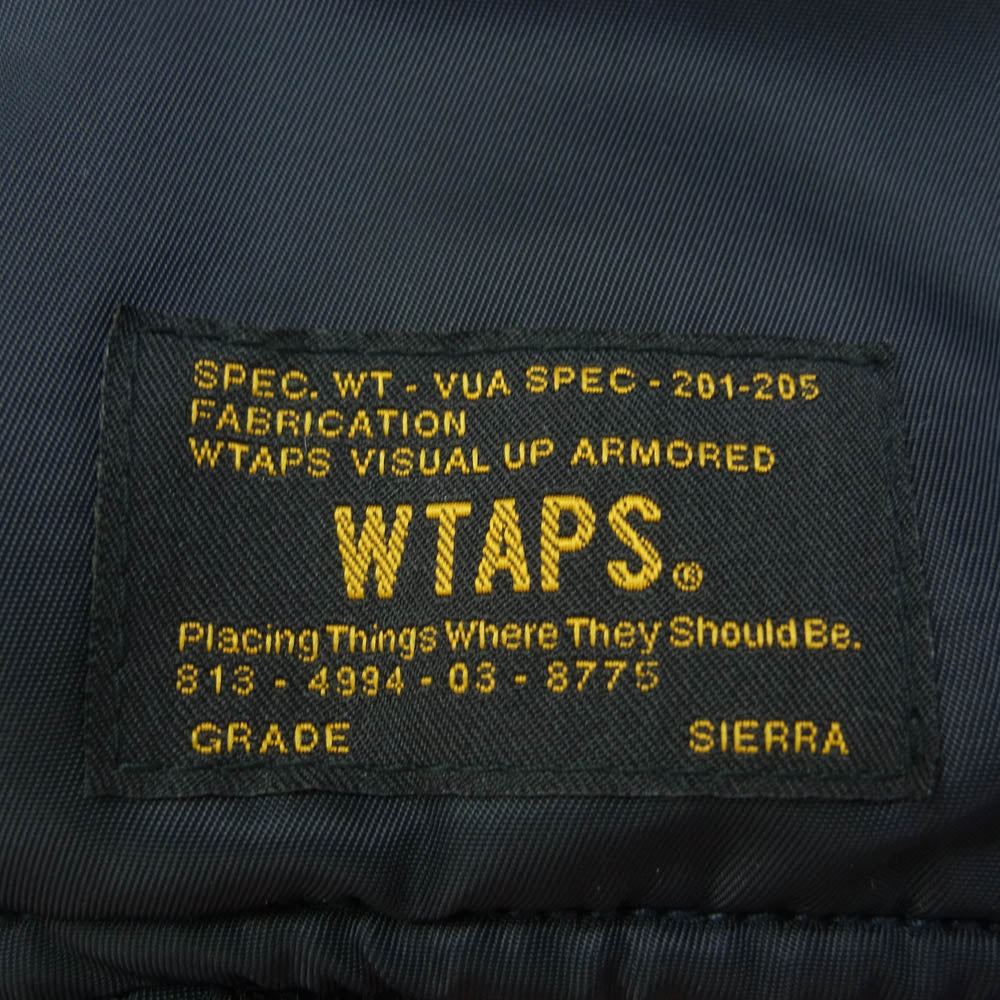 SPEC. WT - VUA SPEC - 201-205
FABRICATION
WTAPS VISUAL UP ARMORED
WTAPS.®
Placing Things Where They Should Be.
813 - 4994 - 03 - 8775
GRADE SIERRA